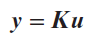 y = Ku